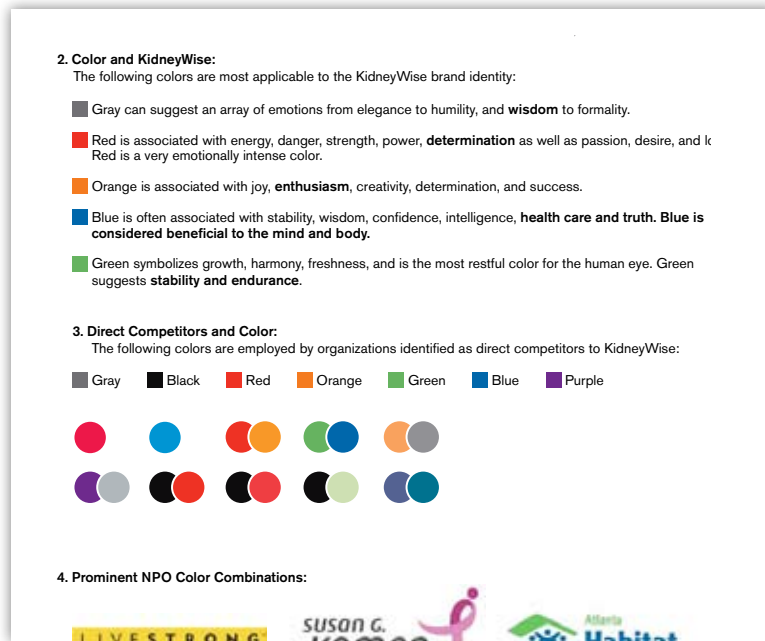 2. Color and KidneyWise:
The following colors are most applicable to the KidneyWise brand identity:
Gray can suggest an array of emotions from elegance to humility, and wisdom to formality.
Red is associated with energy, danger, strength, power, determination as well as passion, desire, and
Red is a very emotionally intense color.
Orange is associated with joy, enthusiasm, creativity, determination, and success.
Blue is often associated with stability, wisdom, confidence, intelligence, health care and truth. Blue is
considered beneficial to the mind and body.
Green symbolizes growth, harmony, freshness, and is the most restful color for the human eye. Green
suggests stability and endurance.
3. Direct Competitors and Color:
The following colors are employed by organizations identified as direct competitors to KidneyWise:
Gray Black Red Orange Green Blue Purple
4. Prominent NPO Color Combinations:
LIVESTRONG
susan G.
Komen
Atlanta
Habitat